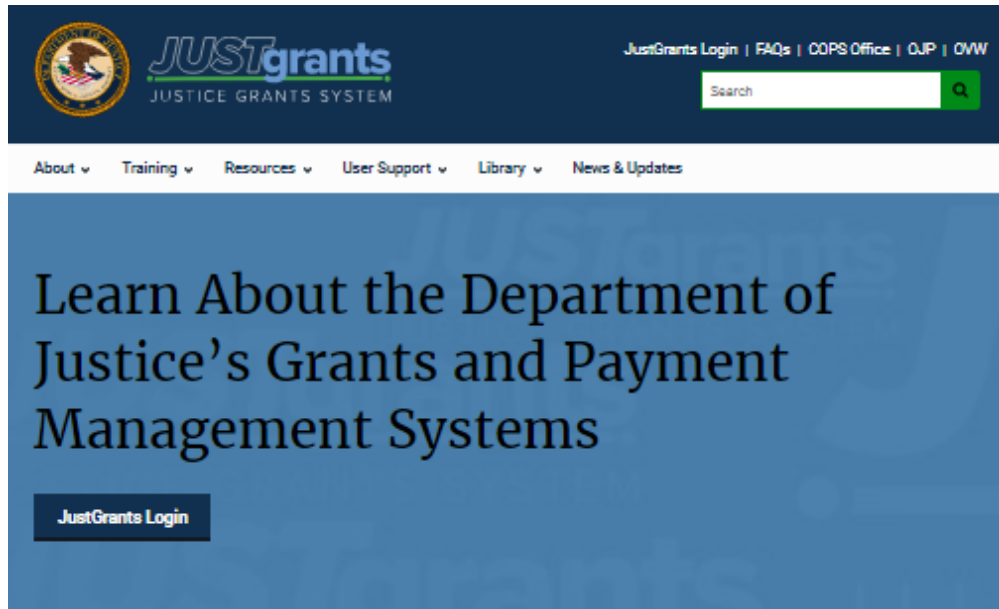 JUSTgrants
JUSTICE GRANTS SYSTEM
JustGrants Login | FAQs | COPS Office | OJP | OVW
Search
About Training Resources User Support Library News & Updates
Learn About the Department of
Justice’s Grants and Payment
Management Systems
JustGrants Login
JUSTgrants